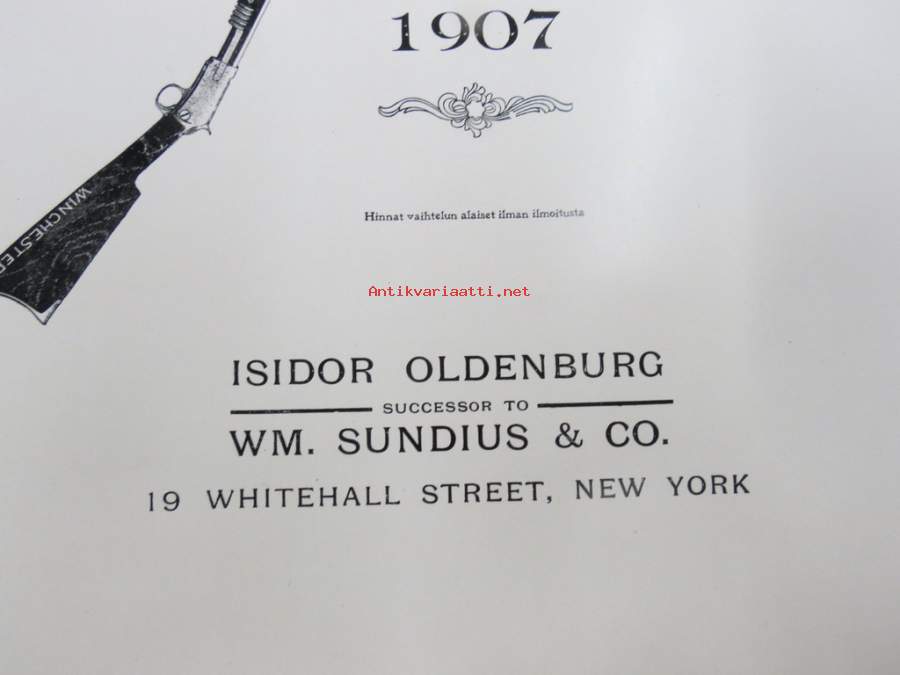 1907
WINCHESTER
Hinnat vaihtelun alaiset ilman ilmoitusta
Antikvariaatti.net
ISIDOR OLDENBURG
SUCCESSOR TO
WM. SUNDIUS & CO.
19 WHITEHALL STREET, NEW YORK